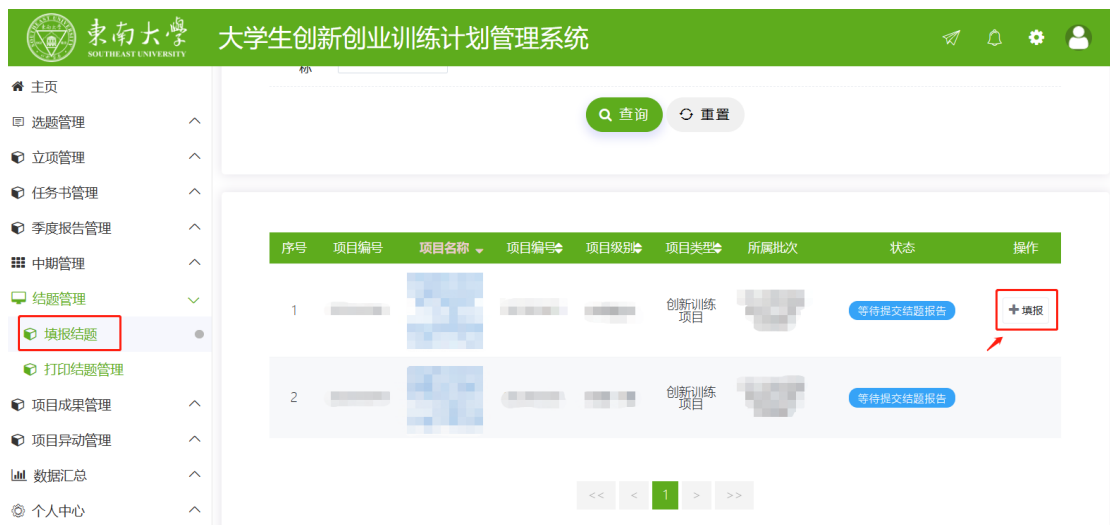 東南大學
SOUTHEAST UNIVERSITY
大学生创新创业训练计划管理系统
主页
选题管理
立项管理
任务书管理
季度报告管理
中期管理
结题管理
填报结题
打印结题管理
项目成果管理
项目异动管理
数据汇总
个人中心
称
查询 重置
序号 项目编号 项目名称 项目编号 项目级别 项目类型 所属批次 状态 操作
1 创新训练项目 等待提交结题报告 +填报
2 创新训练项目 等待提交结题报告
<< < 1 > >>